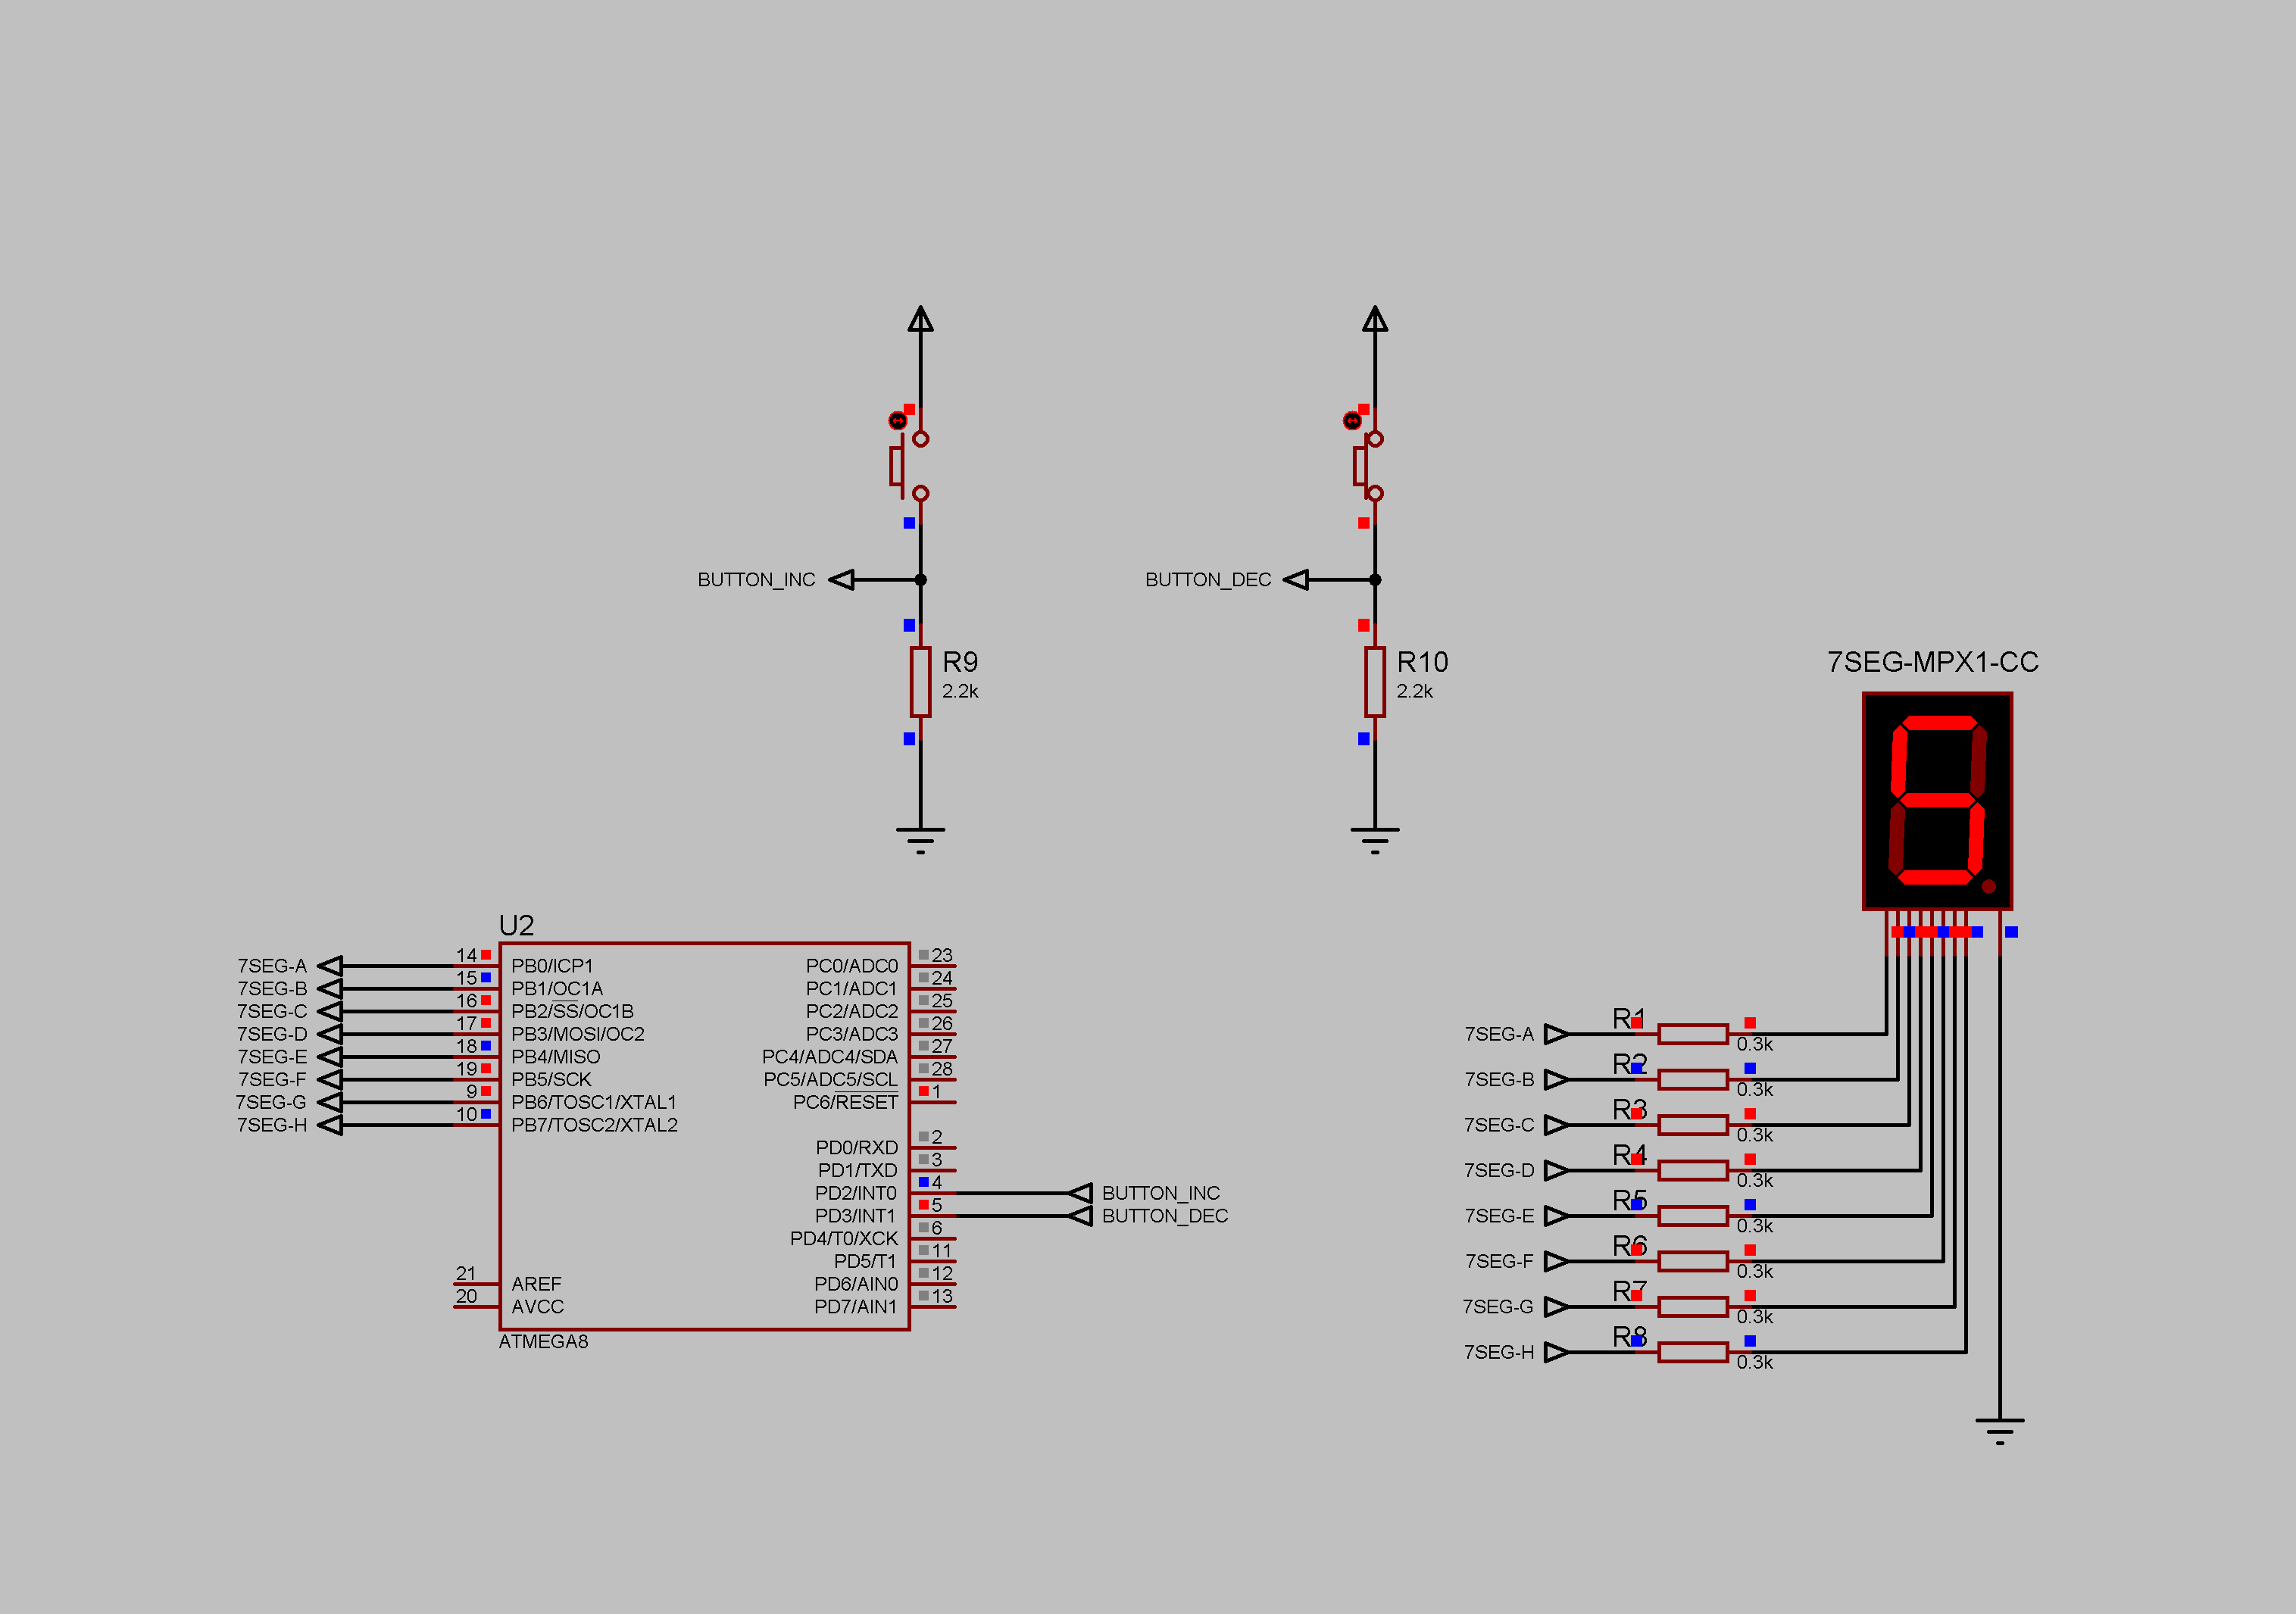 BUTTON_INC
BUTTON_DEC
R9
2.2k
R10
2.2k
7SEG-MPX1-CC
U2
7SEG-A
7SEG-B
7SEG-C
7SEG-D
7SEG-E
7SEG-F
7SEG-G
7SEG-H
14
15
16
17
18
19
9
10
21
20
PB0/ICP1
PB1/OC1A
PB2/SS/OC1B
PB3/MOSI/OC2
PB4/MISO
PB5/SCK
PB6/TOSC1/XTAL1
PB7/TOSC2/XTAL2
AREF
AVCC
PC0/ADC0
PC1/ADC1
PC2/ADC2
PC3/ADC3
PC4/ADC4/SDA
PC5/ADC5/SCL
PC6/RESET
PD0/RXD
PD1/TXD
PD2/INT0
PD3/INT1
PD4/T0/XCK
PD5/T1
PD6/AIN0
PD7/AIN1
23
24
25
26
27
28
1
2
3
4
5
6
11
12
13
BUTTON_INC
BUTTON_DEC
ATMEGA8
7SEG-A
R1
0.3k
7SEG-B
R2
0.3k
7SEG-C
R3
0.3k
7SEG-D
R4
0.3k
7SEG-E
R5
0.3k
7SEG-F
R6
0.3k
7SEG-G
R7
0.3k
7SEG-H
R8
0.3k
5